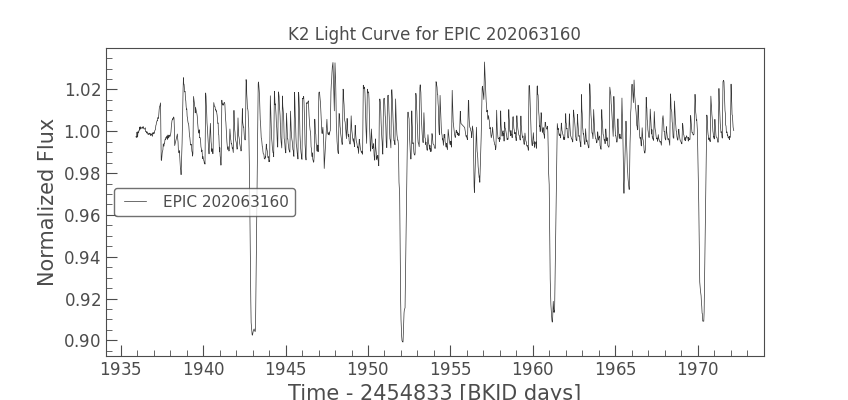 K2 Light Curve for EPIC 202063160
Normalized Flux
1.02
1.00
0.98
0.96
0.94
0.92
0.90
EPIC 202063160
1935 1940 1945 1950 1955 1960 1965 1970
Time - 2454833 [BKJD days]